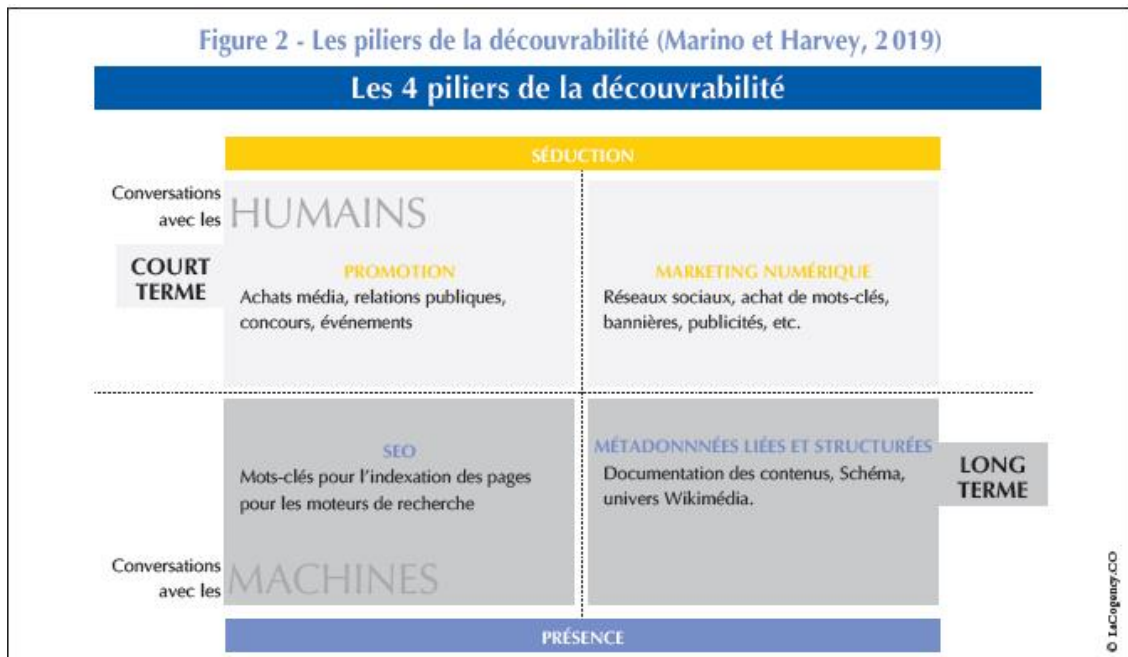 Figure 2 - Les piliers de la découvrabilité (Marino et Harvey, 2019)
Les 4 piliers de la découvrabilité
SÉDUCTION
Conversations
avec les HUMAINS
COURT
TERME
PROMOTION
Achats média, relations publiques,
concours, événements
MARKETING NUMÉRIQUE
Réseaux sociaux, achat de mots-clés,
bannières, publicités, etc.
SEO
Mots-clés pour l'indexation des pages
pour les moteurs de recherche
MÉTADONNNÉES LIÉES ET STRUCTURÉES
Documentation des contenus, Schéma,
univers Wikimédia.
LONG
TERME
Conversations
avec les MACHINES
PRÉSENCE
© LaCogency.CO